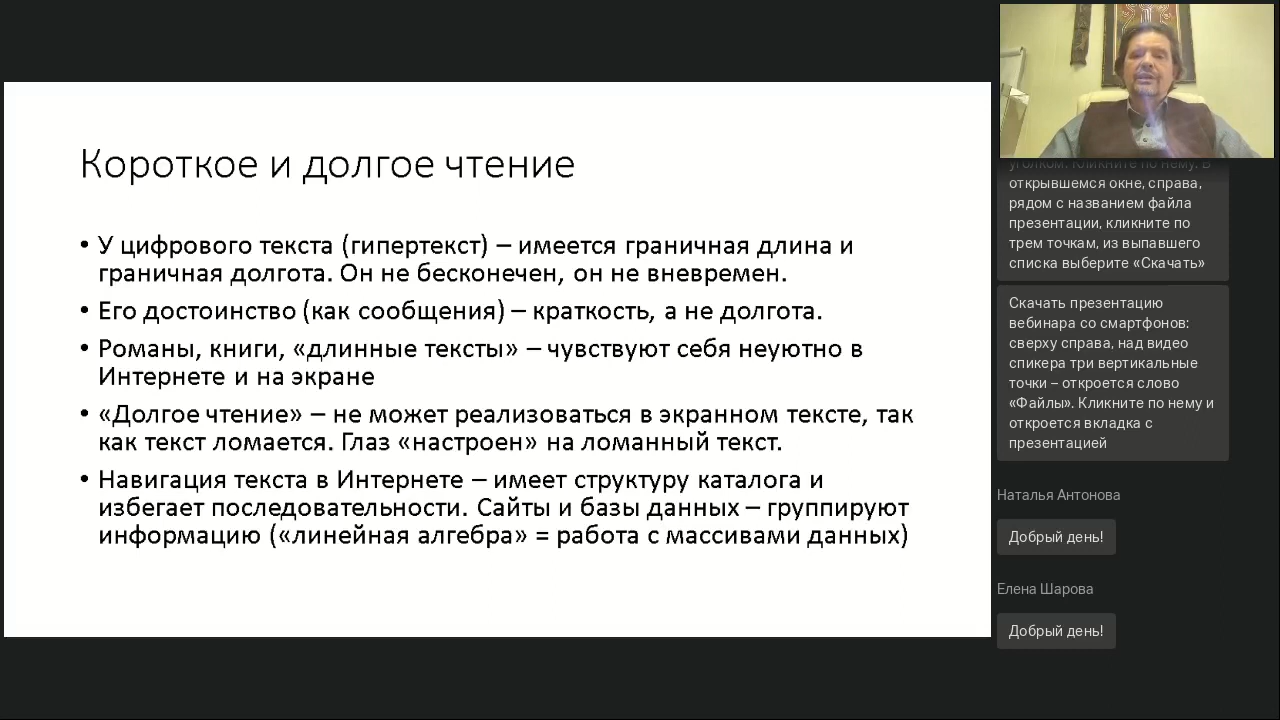 Короткое и долгое чтение
• У цифрового текста (гипертекст) – имеется граничная длина и
граничная долгота. Он не бесконечен, он не вневремен.
• Его достоинство (как сообщения) – краткость, а не долгота.
• Романы, книги, «длинные тексты» – чувствуют себя неуютно в
Интернете и на экране
• «Долгое чтение» – не может реализоваться в экранном тексте, так
как текст ломается. Глаз «настроен» на ломанный текст.
• Навигация текста в Интернете – имеет структуру каталога и
избегает последовательности. Сайты и базы данных – группируют
информацию («линейная алгебра» = работа с массивами данных)
уголком. Кликните по нему. В
открывшемся окне, справа,
рядом с названием файла
презентации, кликните по
трем точкам, из выпавшего
списка выберите «Скачать»
Скачать презентацию
вебинара со смартфонов:
сверху справа, над видео
спикера три вертикальные
точки – откроется слово
«Файлы». Кликните по нему и
откроется вкладка с
презентацией
Наталья Антонова
Добрый день!
Елена Шарова
Добрый день!